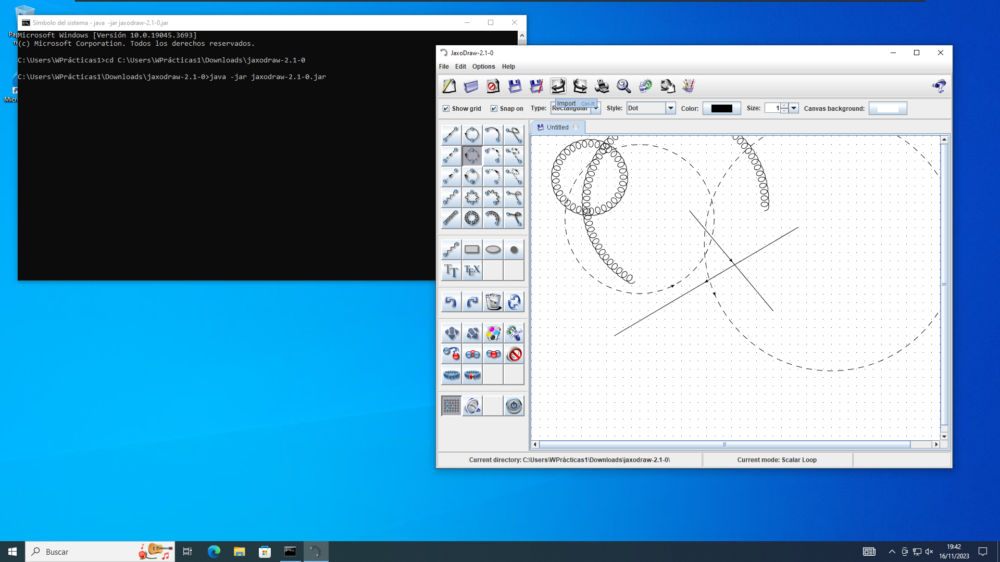 Símbolo del sistema - java  -jar jaxodraw-2.1-0.jar
Microsoft Windows [Versión 10.0.19045.3693]
(c) Microsoft Corporation. Todos los derechos reservados.
C:\Users\WPrácticas1>cd C:\Users\WPrácticas1\Downloads\jaxodraw-2.1-0
C:\Users\WPrácticas1\Downloads\jaxodraw-2.1-0>java -jar jaxodraw-2.1-0.jar
JaxoDraw-2.1-0
File Edit Options Help
Import Ctrl-R
Show grid Snap on Type: Rectangular Style: Dot Color: Size: 1 Canvas background:
Untitled
TT TEX
Current directory: C:\Users\WPrácticas1\Downloads\jaxodraw-2.1-0\ Current mode: Scalar Loop
Buscar
19:42
16/11/2023